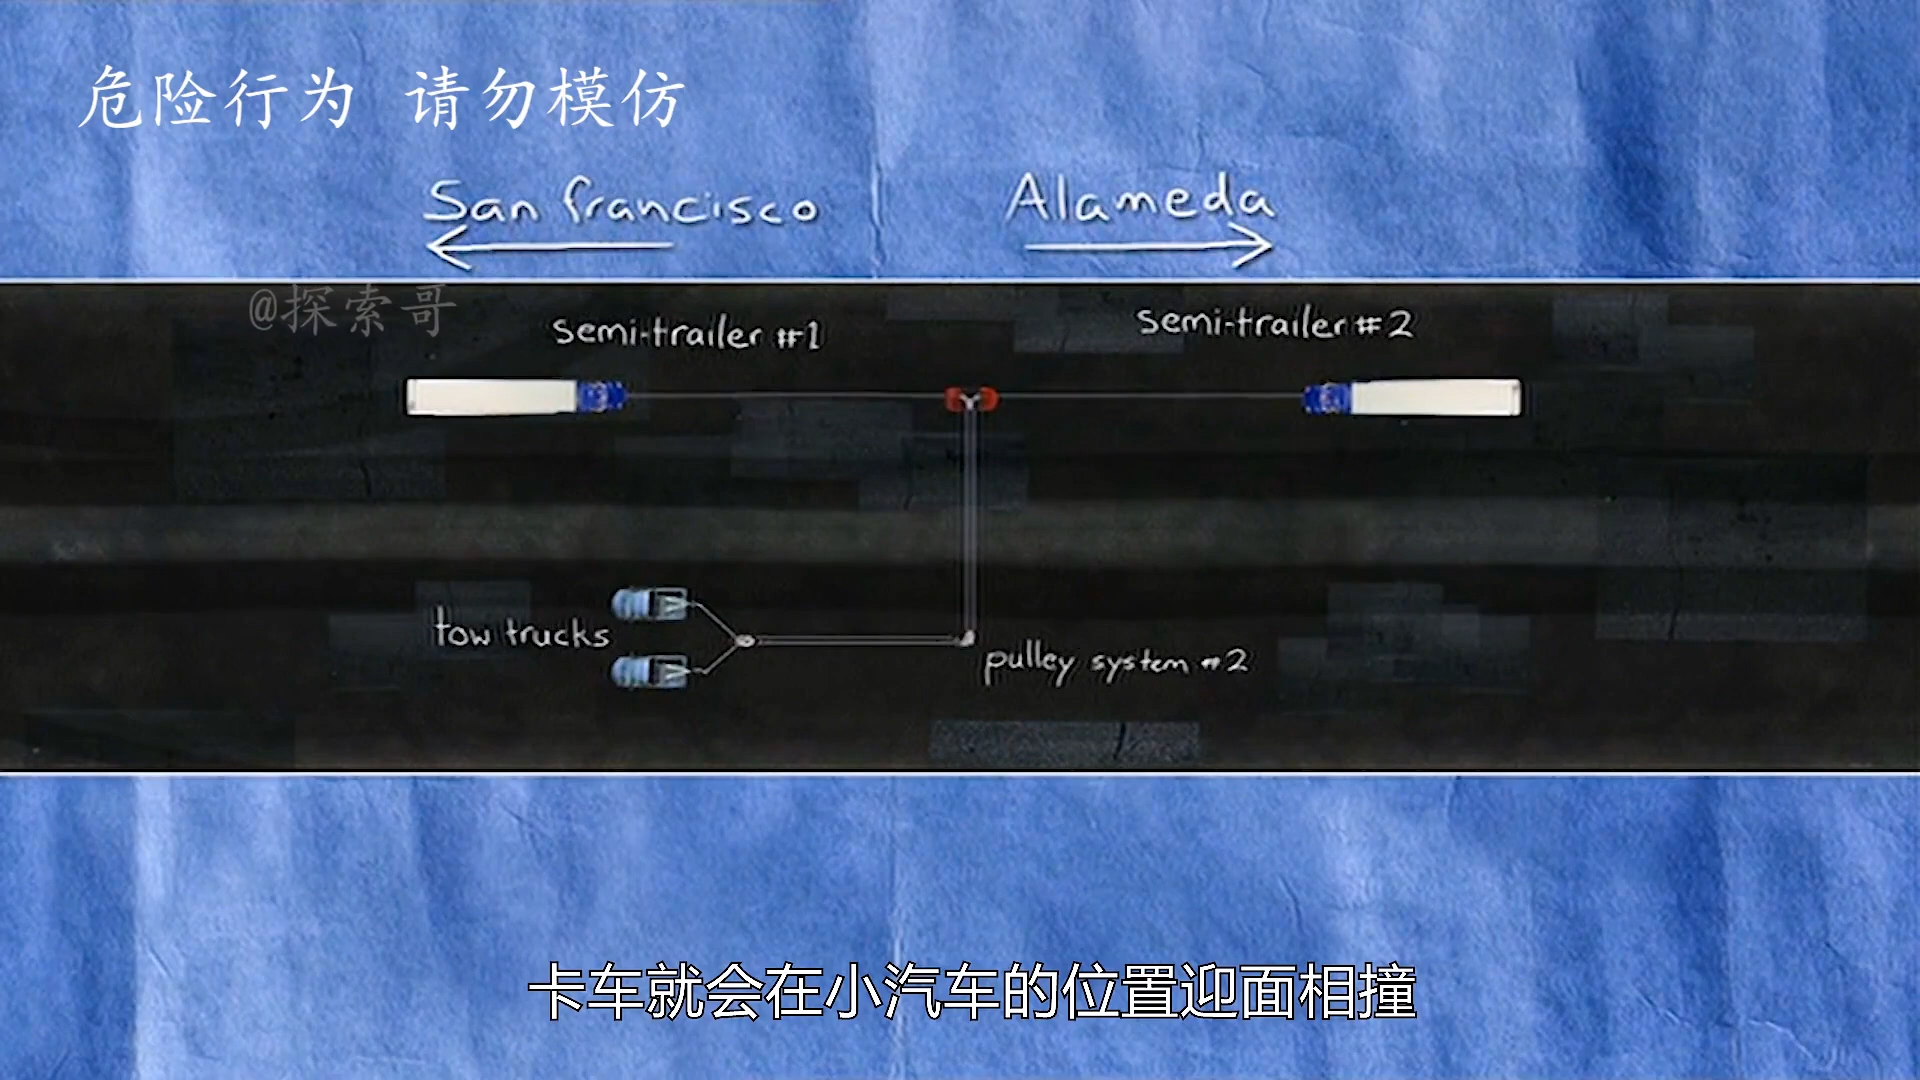 危险行为 请勿模仿
San francisco
Alameda
@探索哥
semi-trailer #1
semi-trailer #2
tow trucks
pulley system #2
卡车就会在小汽车的位置迎面相撞